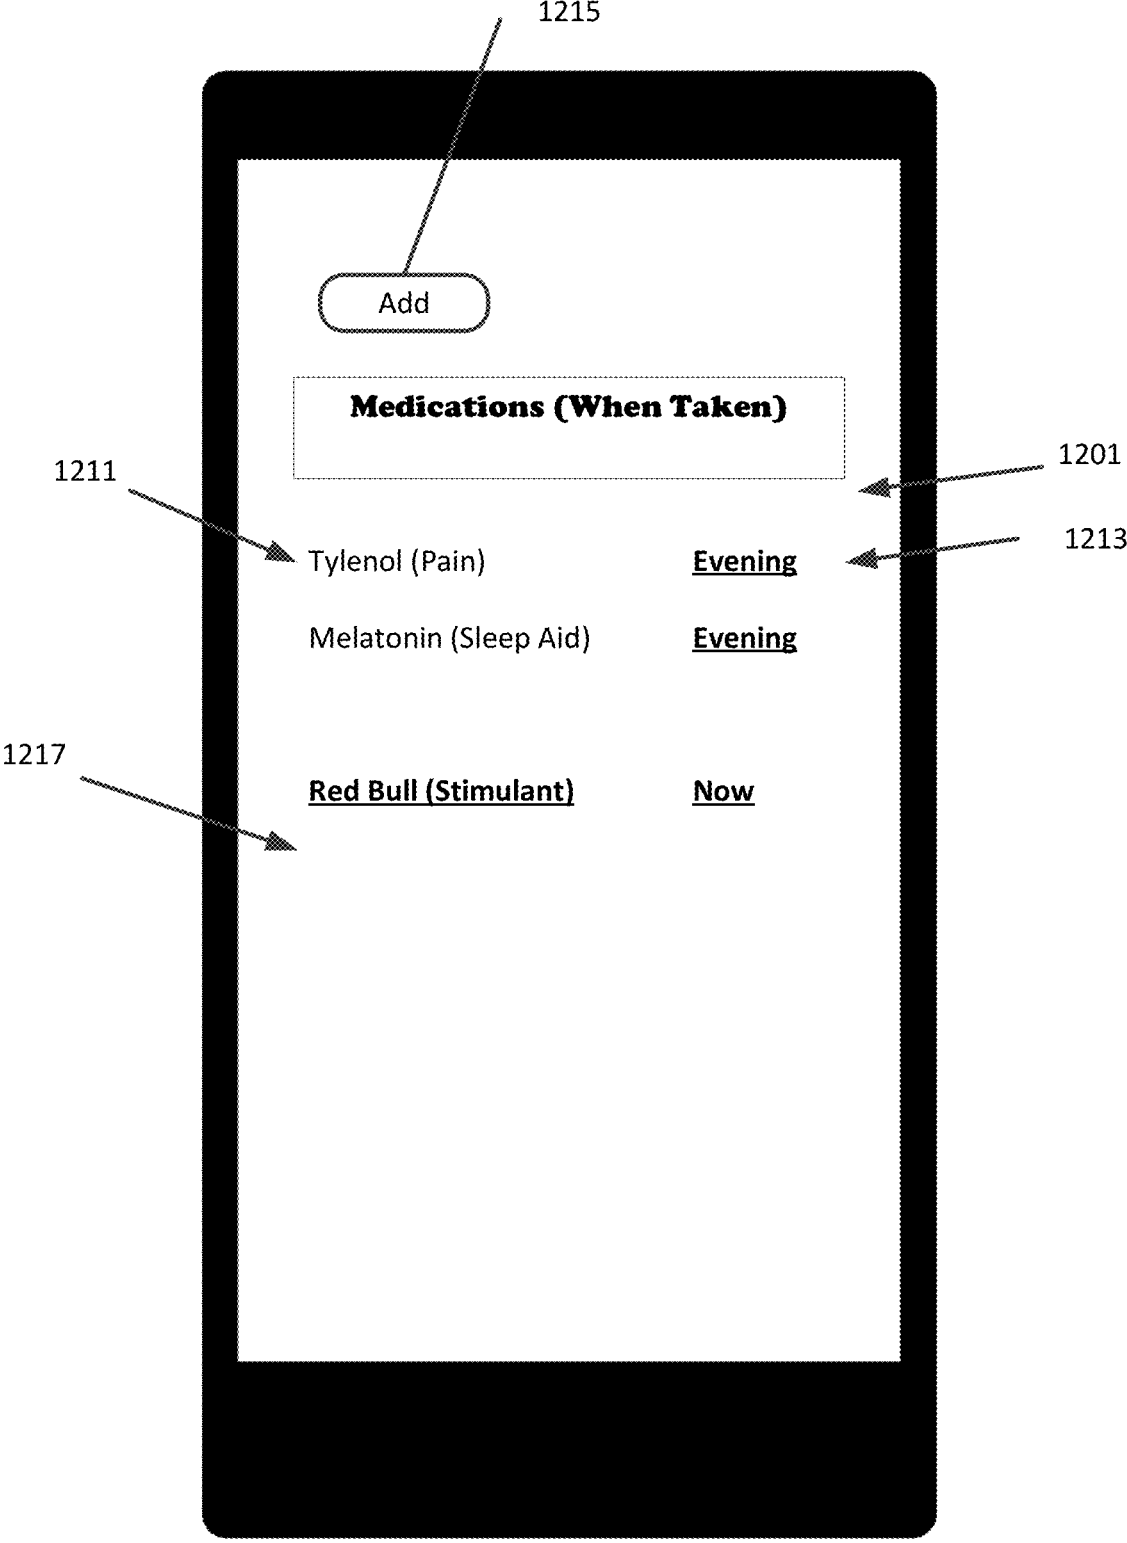 1215
Add
Medications (When Taken)
1201
1211
1213
Tylenol (Pain) Evening
Melatonin (Sleep Aid) Evening
1217
Red Bull (Stimulant) Now